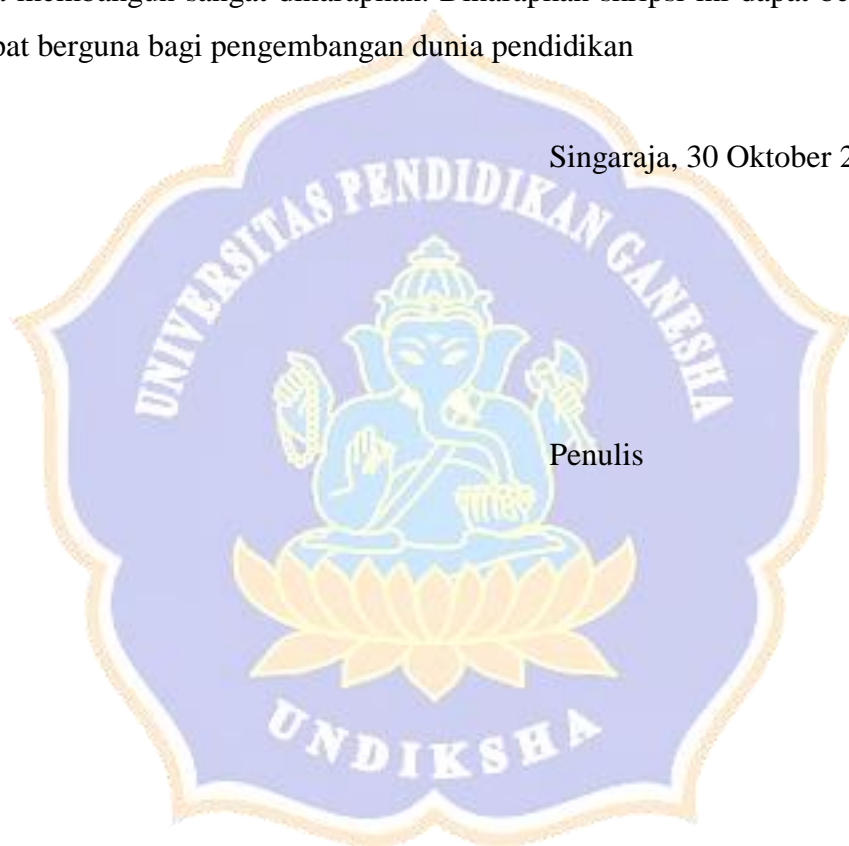 membangun sangat diharapkan. Diharapkan skripsi ini dapat
berguna bagi pengembangan dunia pendidikan
Singaraja, 30 Oktober 2
UNIVERSITAS PENDIDIKAN GANESHA
Penulis
UNDIKSHA